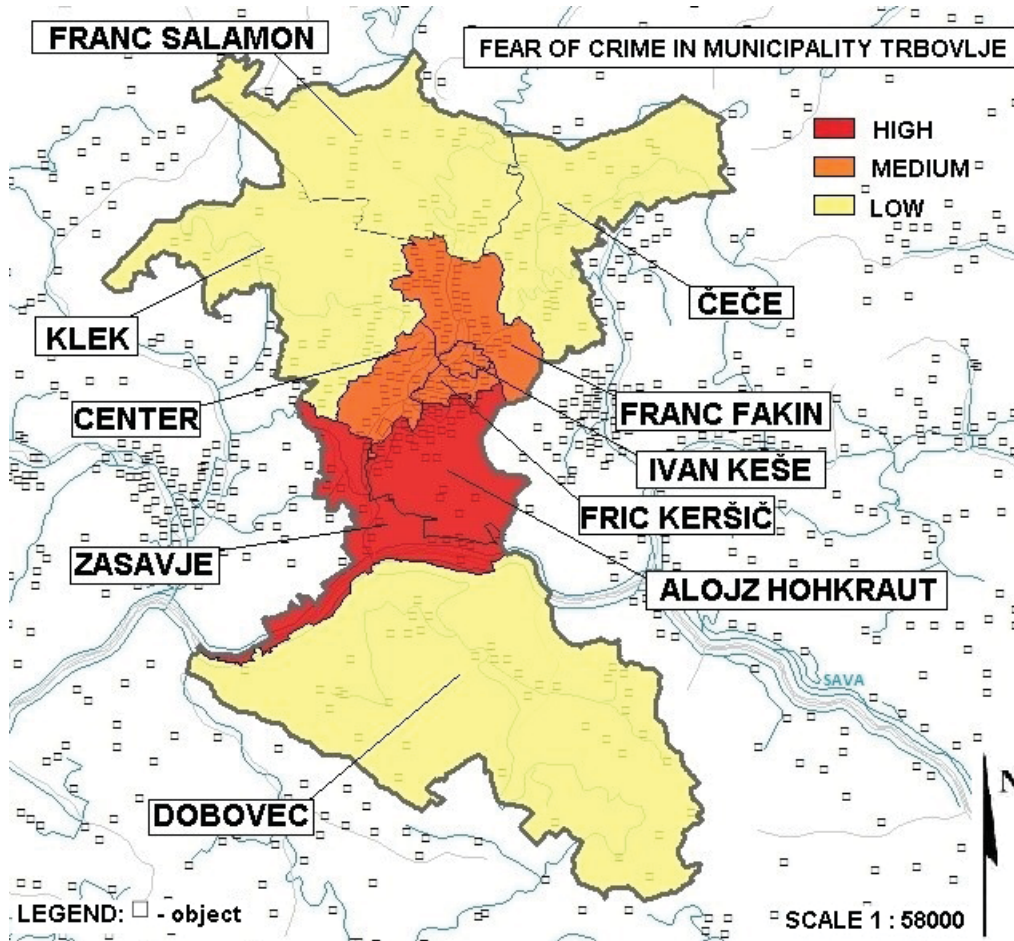 FRANC SALAMON
FEAR OF CRIME IN MUNICIPALITY TRBOVLJE
HIGH
MEDIUM
LOW
ČEČE
KLEK
CENTER
FRANC FAKIN
IVAN KEŠE
FRIC KERŠIČ
ZASAVJE
ALOJZ HOHKRAUT
SAVA
DOBOVEC
N
LEGEND: □ - object
SCALE 1 : 58000